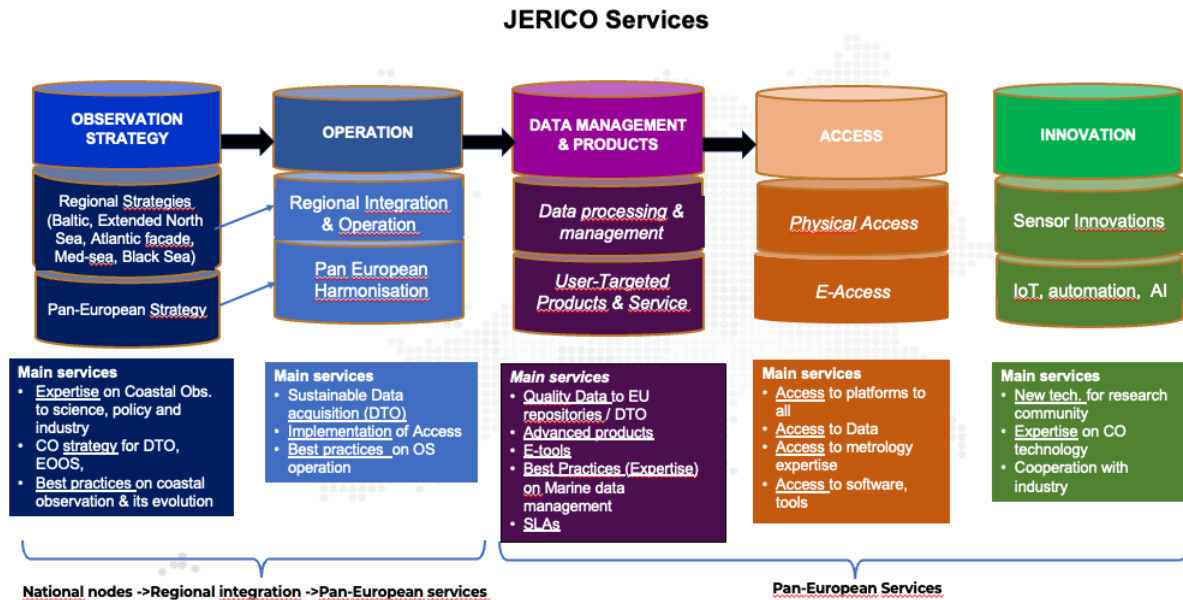 JERICO Services
OBSERVATION
STRATEGY
OPERATION
DATA MANAGEMENT
& PRODUCTS
ACCESS
INNOVATION
Regional Strategies
(Baltic, Extended North
Sea, Atlantic facade,
Med-sea, Black Sea)
Pan-European Strategy
Regional Integration
& Operation
Pan European
Harmonisation
Data processing &
management
User-Targeted
Products & Service
Physical Access
E-Access
Sensor Innovations
IoT, automation, AI
Main services
• Expertise on Coastal Obs.
to science, policy and
industry
• CO strategy for DTO,
EOOS,
• Best practices on coastal
observation & its evolution
Main services
• Sustainable Data
acquisition (DTO)
• Implementation of Access
• Best practices on OS
operation
Main services
• Quality Data to EU
repositories / DTO
• Advanced products
• E-tools
• Best Practices (Expertise)
on Marine data
management
• SLAs
Main services
• Access to platforms to
all
• Access to Data
• Access to metrology
expertise
• Access to software,
tools
Main services
• New tech. for research
community
• Expertise on CO
technology
• Cooperation with
industry
National nodes ->Regional integration ->Pan-European services
Pan-European Services